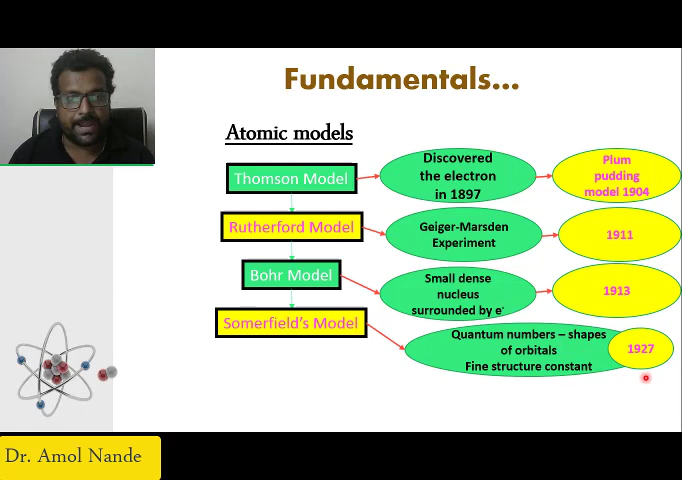 Fundamentals...
Atomic models
Thomson Model
Discovered
the electron
in 1897
Plum
pudding
model 1904
Rutherford Model
Geiger-Marsden
Experiment
1911
Bohr Model
Small dense
nucleus
surrounded by e-
1913
Somerfield's Model
Quantum numbers – shapes
of orbitals
Fine structure constant
1927
Dr. Amol Nande